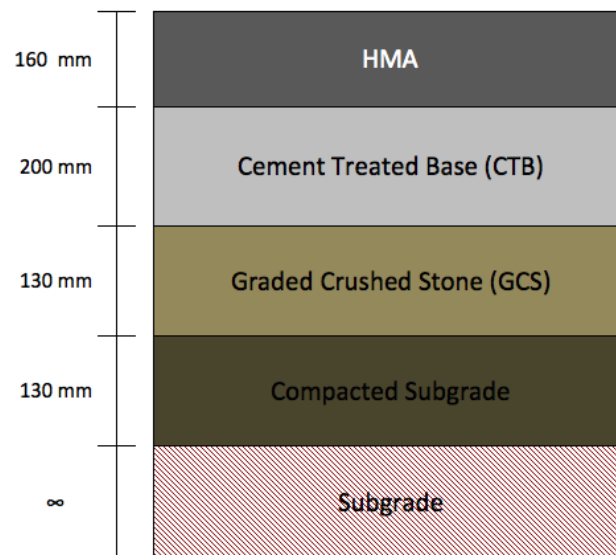 160 mm
HMA
200 mm
Cement Treated Base (CTB)
130 mm
Graded Crushed Stone (GCS)
130 mm
Compacted Subgrade
∞
Subgrade